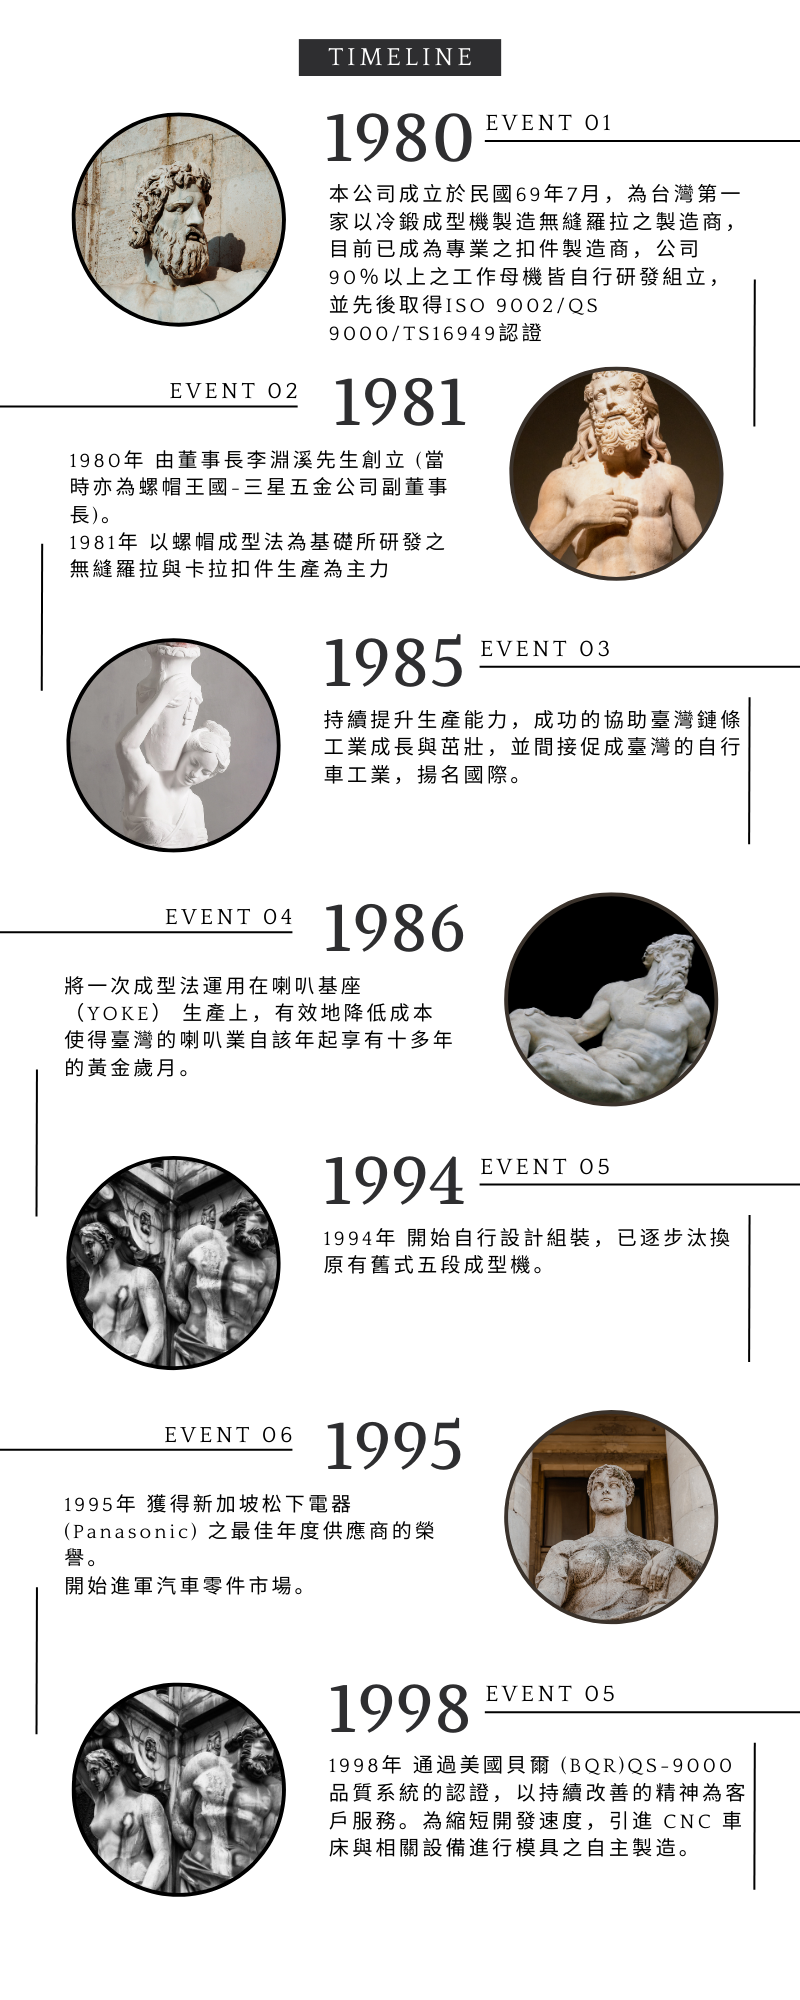 TIMELINE
1980 EVENT 01
本公司成立於民國69年7月，為台灣第一
家以冷鍛成型機製造無縫羅拉之製造商，
目前已成為專業之扣件製造商，公司
90%以上之工作母機皆自行研發組立，
並先後取得ISO 9002/QS
9000/TS16949認證
EVENT 02 1981
1980年 由董事長李淵溪先生創立 (當
時亦為螺帽王國-三星五金公司副董事
長)。
1981年 以螺帽成型法為基礎所研發之
無縫羅拉與卡拉扣件生產為主力
1985 EVENT 03
持續提升生產能力，成功的協助臺灣鏈條
工業成長與茁壯，並間接促成臺灣的自行
車工業，揚名國際。
EVENT 04 1986
將一次成型法運用在喇叭基座
（YOKE） 生產上，有效地降低成本
使得臺灣的喇叭業自該年起享有十多年
的黃金歲月。
1994 EVENT 05
1994年 開始自行設計組裝，已逐步汰換
原有舊式五段成型機。
EVENT 06 1995
1995年 獲得新加坡松下電器
(Panasonic) 之最佳年度供應商的榮
譽。
開始進軍汽車零件市場。
1998 EVENT 05
1998年 通過美國貝爾 (BQR)QS-9000
品質系統的認證，以持續改善的精神為客
戶服務。為縮短開發速度，引進 CNC 車
床與相關設備進行模具之自主製造。